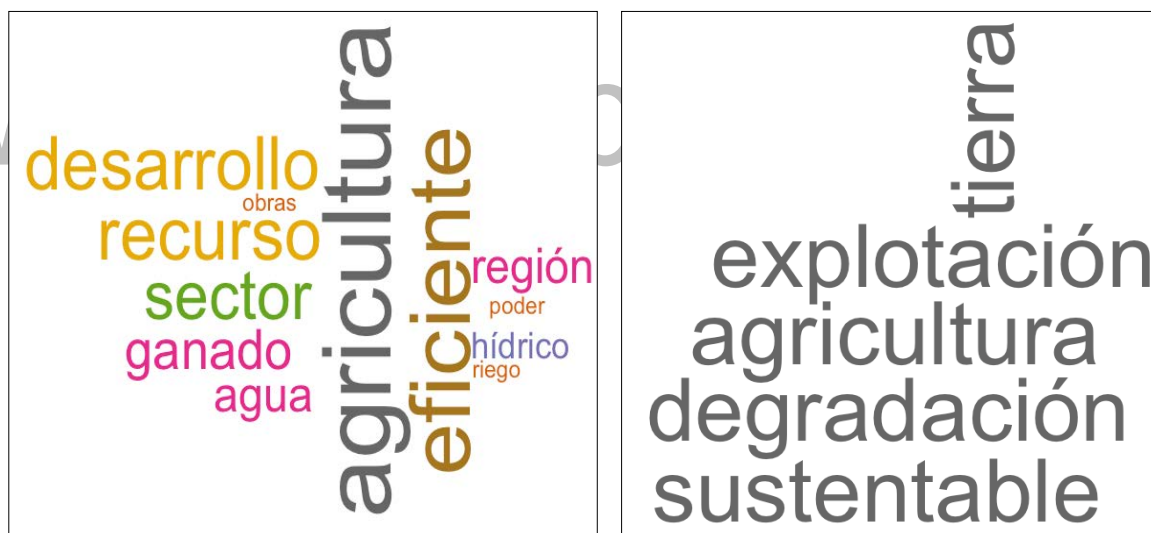 agricultura
desarrollo
eficiente
obras
recurso
región
sector
poder
ganado
hídrico
riego
agua
tierra
explotación
agricultura
degradación
sustentable